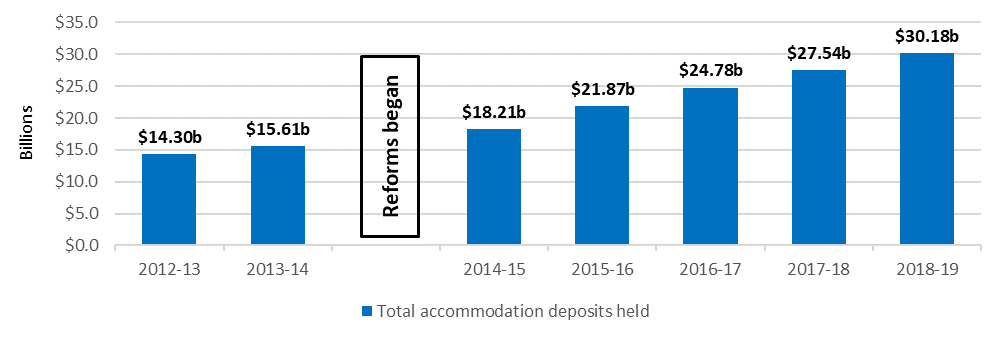 $35.0
$30.0
$25.0
$20.0
$15.0
$10.0
$5.0
$0.0
Billions
$14.30b
$15.61b
Reforms began
$18.21b
$21.87b
$24.78b
$27.54b
$30.18b
2012-13
2013-14
2014-15
2015-16
2016-17
2017-18
2018-19
Total accommodation deposits held